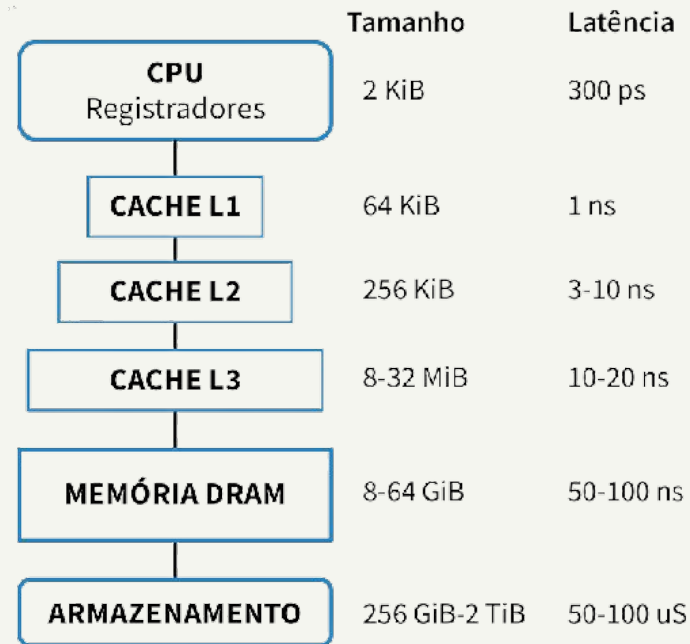 Tamanho Latência
CPU
Registradores 2 KiB 300 ps
CACHE L1 64 KiB 1 ns
CACHE L2 256 KiB 3-10 ns
CACHE L3 8-32 MiB 10-20 ns
MEMÓRIA DRAM 8-64 GiB 50-100 ns
ARMAZENAMENTO 256 GiB-2 TiB 50-100 uS